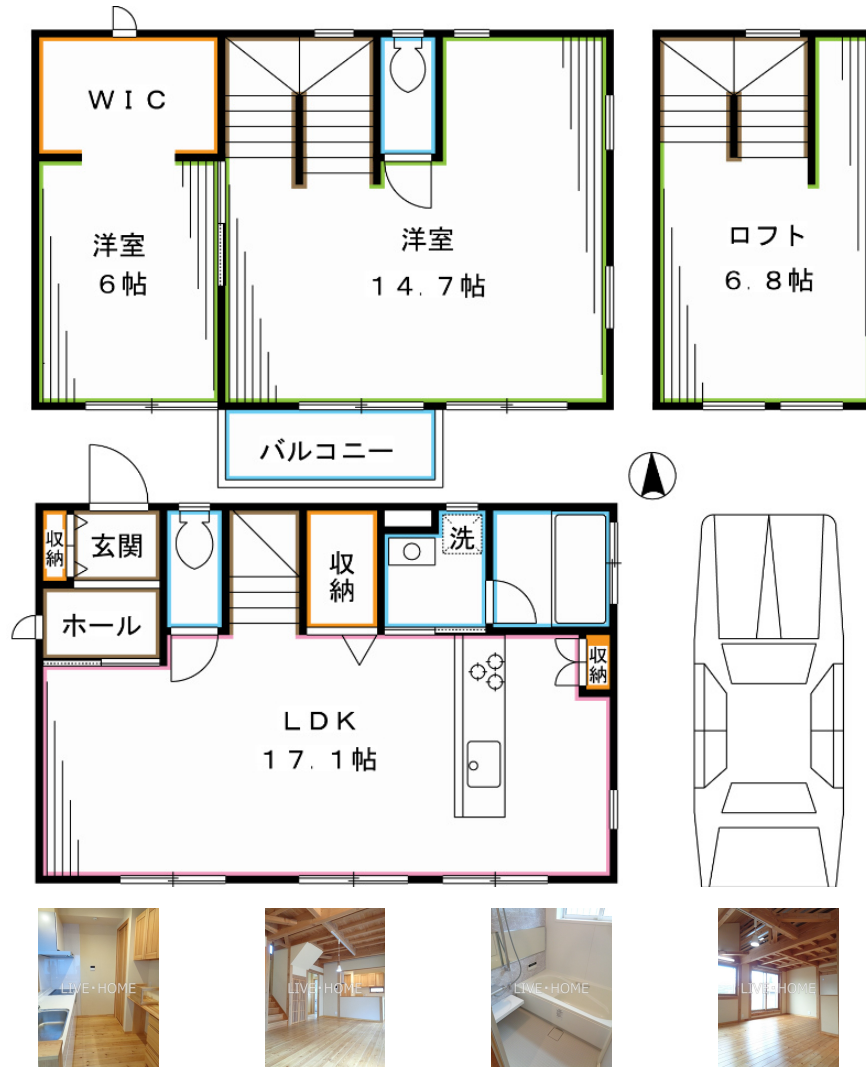 ＷＩＣ
洋室
6帖
洋室
１４．７帖
ロフト
６．８帖
バルコニー
収納
玄関
収納
洗
ホール
収納
ＬＤＫ
１７．１帖
LIVE･HOME
LIVE･HOME
LIVE･HOME
LIVE･HOME